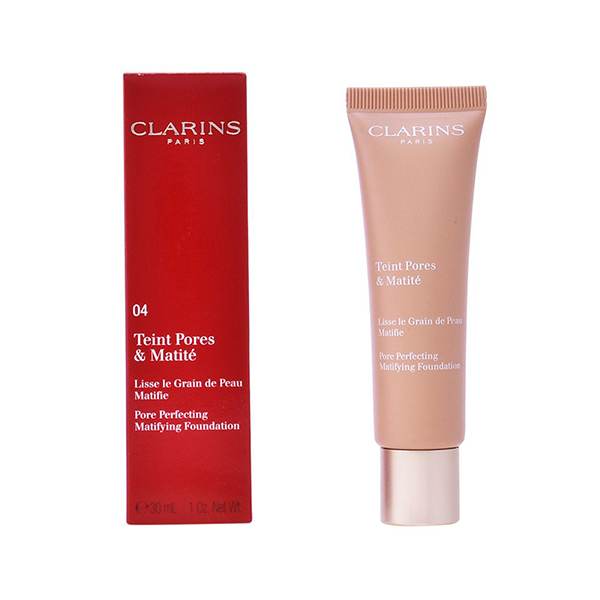 CLARINS
PARIS
04
Teint Pores
& Matité
Lisse le Grain de Peau
Matifie
Pore Perfecting
Matifying Foundation
℮ 30 mL 1 Oz. Net Wt.
CLARINS
PARIS
Teint Pores
& Matité
Lisse le Grain de Peau
Matifie
Pore Perfecting
Matifying Foundation